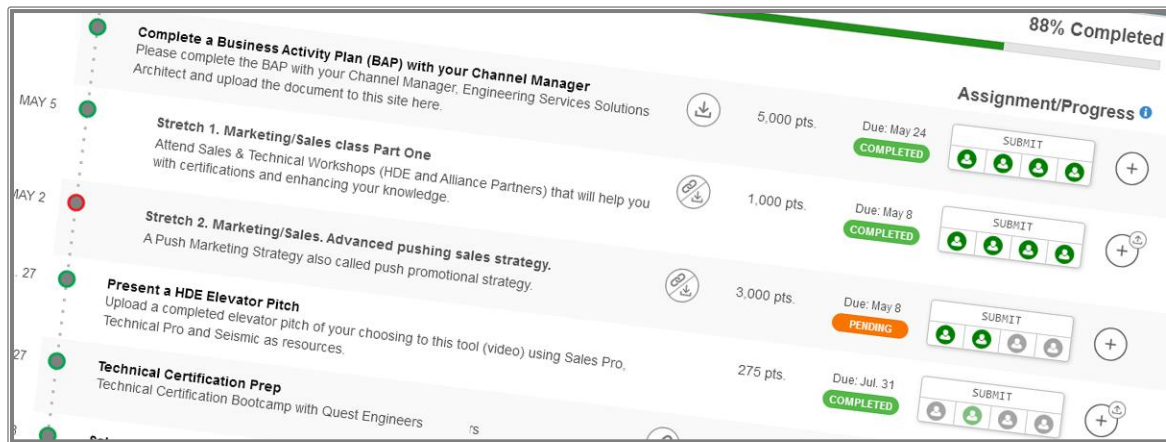 88% Completed
Assignment/Progress
Complete a Business Activity Plan (BAP) with your Channel Manager
Please complete the BAP with your Channel Manager, Engineering Services Solutions
Architect and upload the document to this site here.
5,000 pts.
Due: May 24
COMPLETED
SUBMIT
MAY 5
Stretch 1. Marketing/Sales class Part One
Attend Sales & Technical Workshops (HDE and Alliance Partners) that will help you
with certifications and enhancing your knowledge.
1,000 pts.
Due: May 8
COMPLETED
SUBMIT
MAY 2
Stretch 2. Marketing/Sales. Advanced pushing sales strategy.
A Push Marketing Strategy also called push promotional strategy.
3,000 pts.
Due: May 8
PENDING
SUBMIT
27
Present a HDE Elevator Pitch
Upload a completed elevator pitch of your choosing to this tool (video) using Sales Pro,
Technical Pro and Seismic as resources.
275 pts.
Due: Jul. 31
COMPLETED
SUBMIT
27
Technical Certification Prep
Technical Certification Bootcamp with Quest Engineers
rs